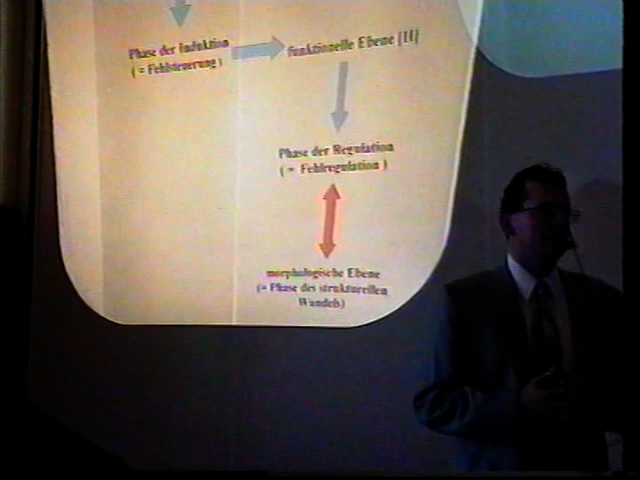 Phase der Induktion
( = Fehlsteuerung )
funktionelle Ebene [II]
Phase der Regulation
( = Fehlregulation )
morphologische Ebene
(= Phase des strukturellen
Wandels)